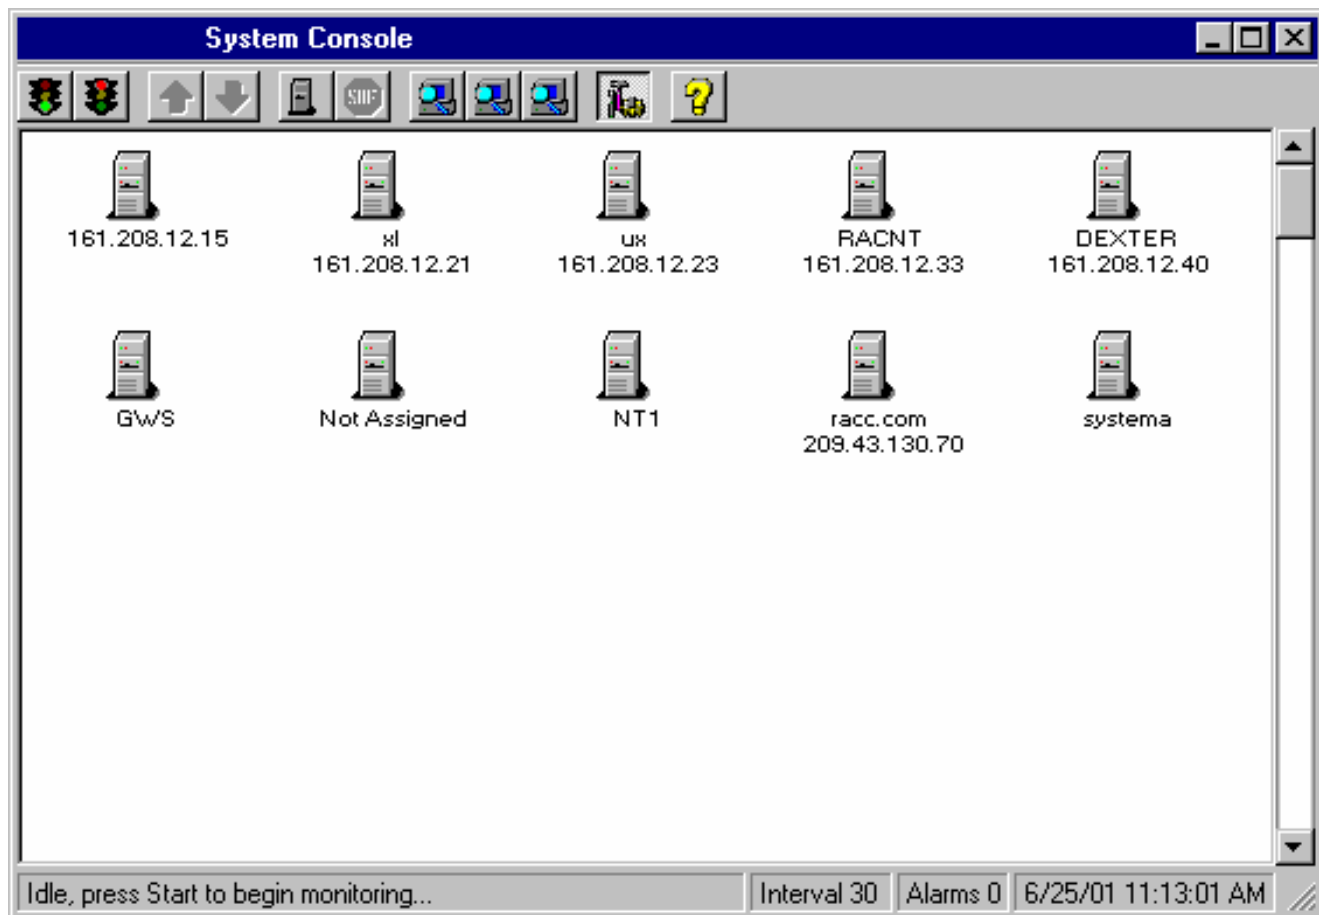 System Console
161.208.12.15
xl
161.208.12.21
ux
161.208.12.23
RACNT
161.208.12.33
DEXTER
161.208.12.40
GWS
Not Assigned
NT1
racc.com
209.43.130.70
systema
Idle, press Start to begin monitoring...
Interval 30
Alarms 0
6/25/01 11:13:01 AM